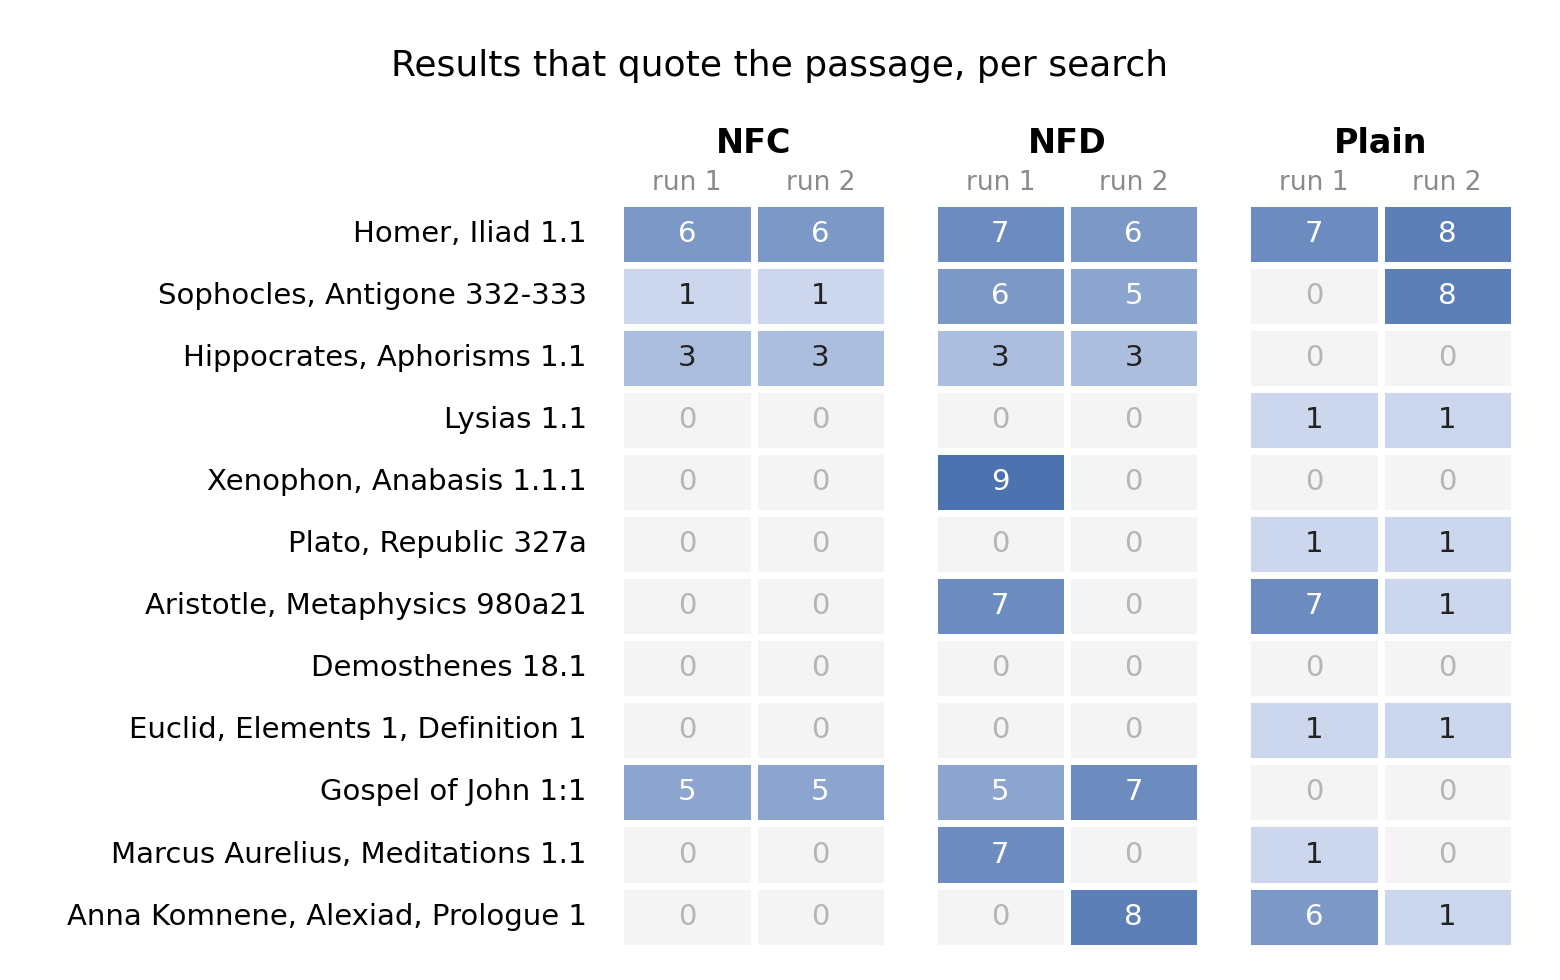 Results that quote the passage, per search
NFC NFD Plain
run 1 run 2 run 1 run 2 run 1 run 2
Homer, Iliad 1.1 6 6 7 6 7 8
Sophocles, Antigone 332-333 1 1 6 5 0 8
Hippocrates, Aphorisms 1.1 3 3 3 3 0 0
Lysias 1.1 0 0 0 0 1 1
Xenophon, Anabasis 1.1.1 0 0 9 0 0 0
Plato, Republic 327a 0 0 0 0 1 1
Aristotle, Metaphysics 980a21 0 0 7 0 7 1
Demosthenes 18.1 0 0 0 0 0 0
Euclid, Elements 1, Definition 1 0 0 0 0 1 1
Gospel of John 1:1 5 5 5 7 0 0
Marcus Aurelius, Meditations 1.1 0 0 7 0 1 0
Anna Komnene, Alexiad, Prologue 1 0 0 0 8 6 1